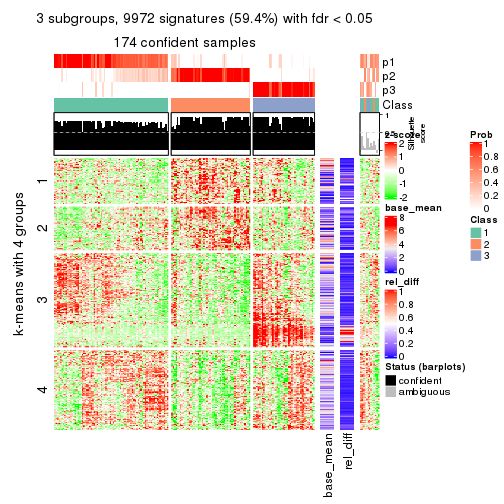 3 subgroups, 9972 signatures (59.4%) with fdr < 0.05
174 confident samples
p1
p2
p3
Class
1
Silhouette
score
k-means with 4 groups
1
2
3
4
base_mean
rel_diff
z-score
2
1
0
-1
-2
base_mean
8
6
4
2
0
rel_diff
1
0.8
0.6
0.4
0.2
0
Status (barplots)
confident
ambiguous
Prob
1
0.8
0.6
0.4
0.2
0
Class
1
2
3